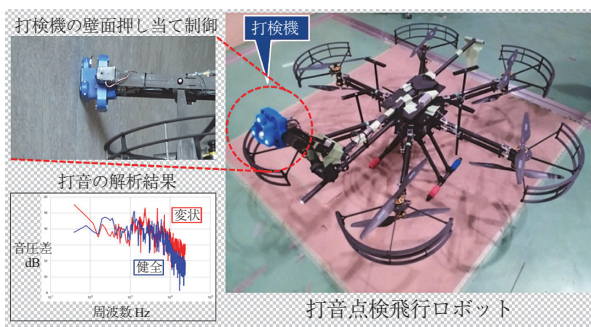 打検機の壁面押し当て制御
打検機
打音の解析結果
変状
音圧差
dB
健全
周波数 Hz
打音点検飛行ロボット